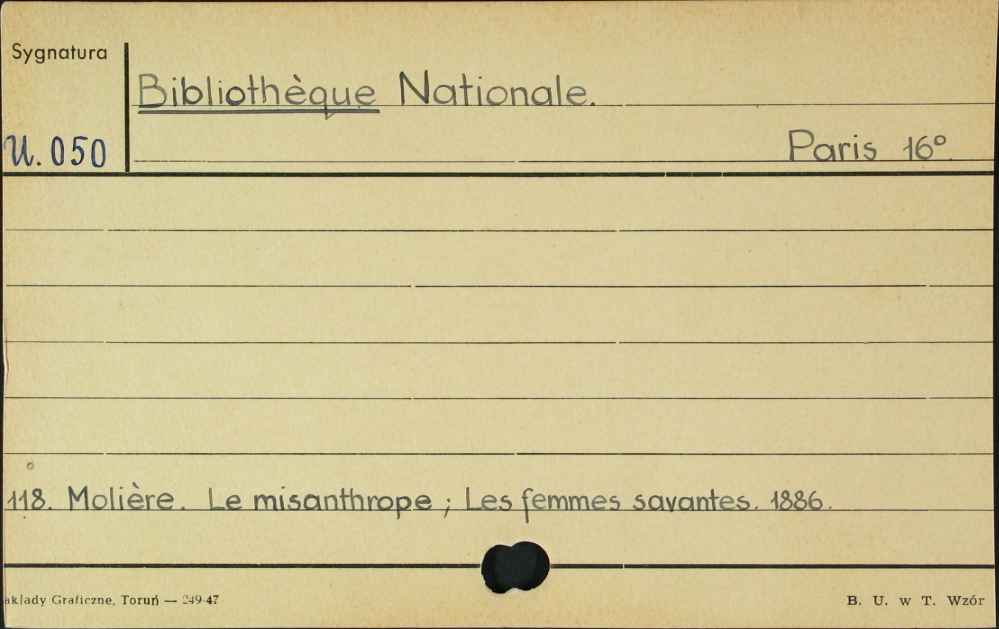 Sygnatura
Bibliothèque Nationale.
U. 050
Paris 16°
118. Molière. Le misanthrope ; Les femmes savantes. 1886.
akłady Graficzne, Toruń — 249-47
B. U. w T. Wzór